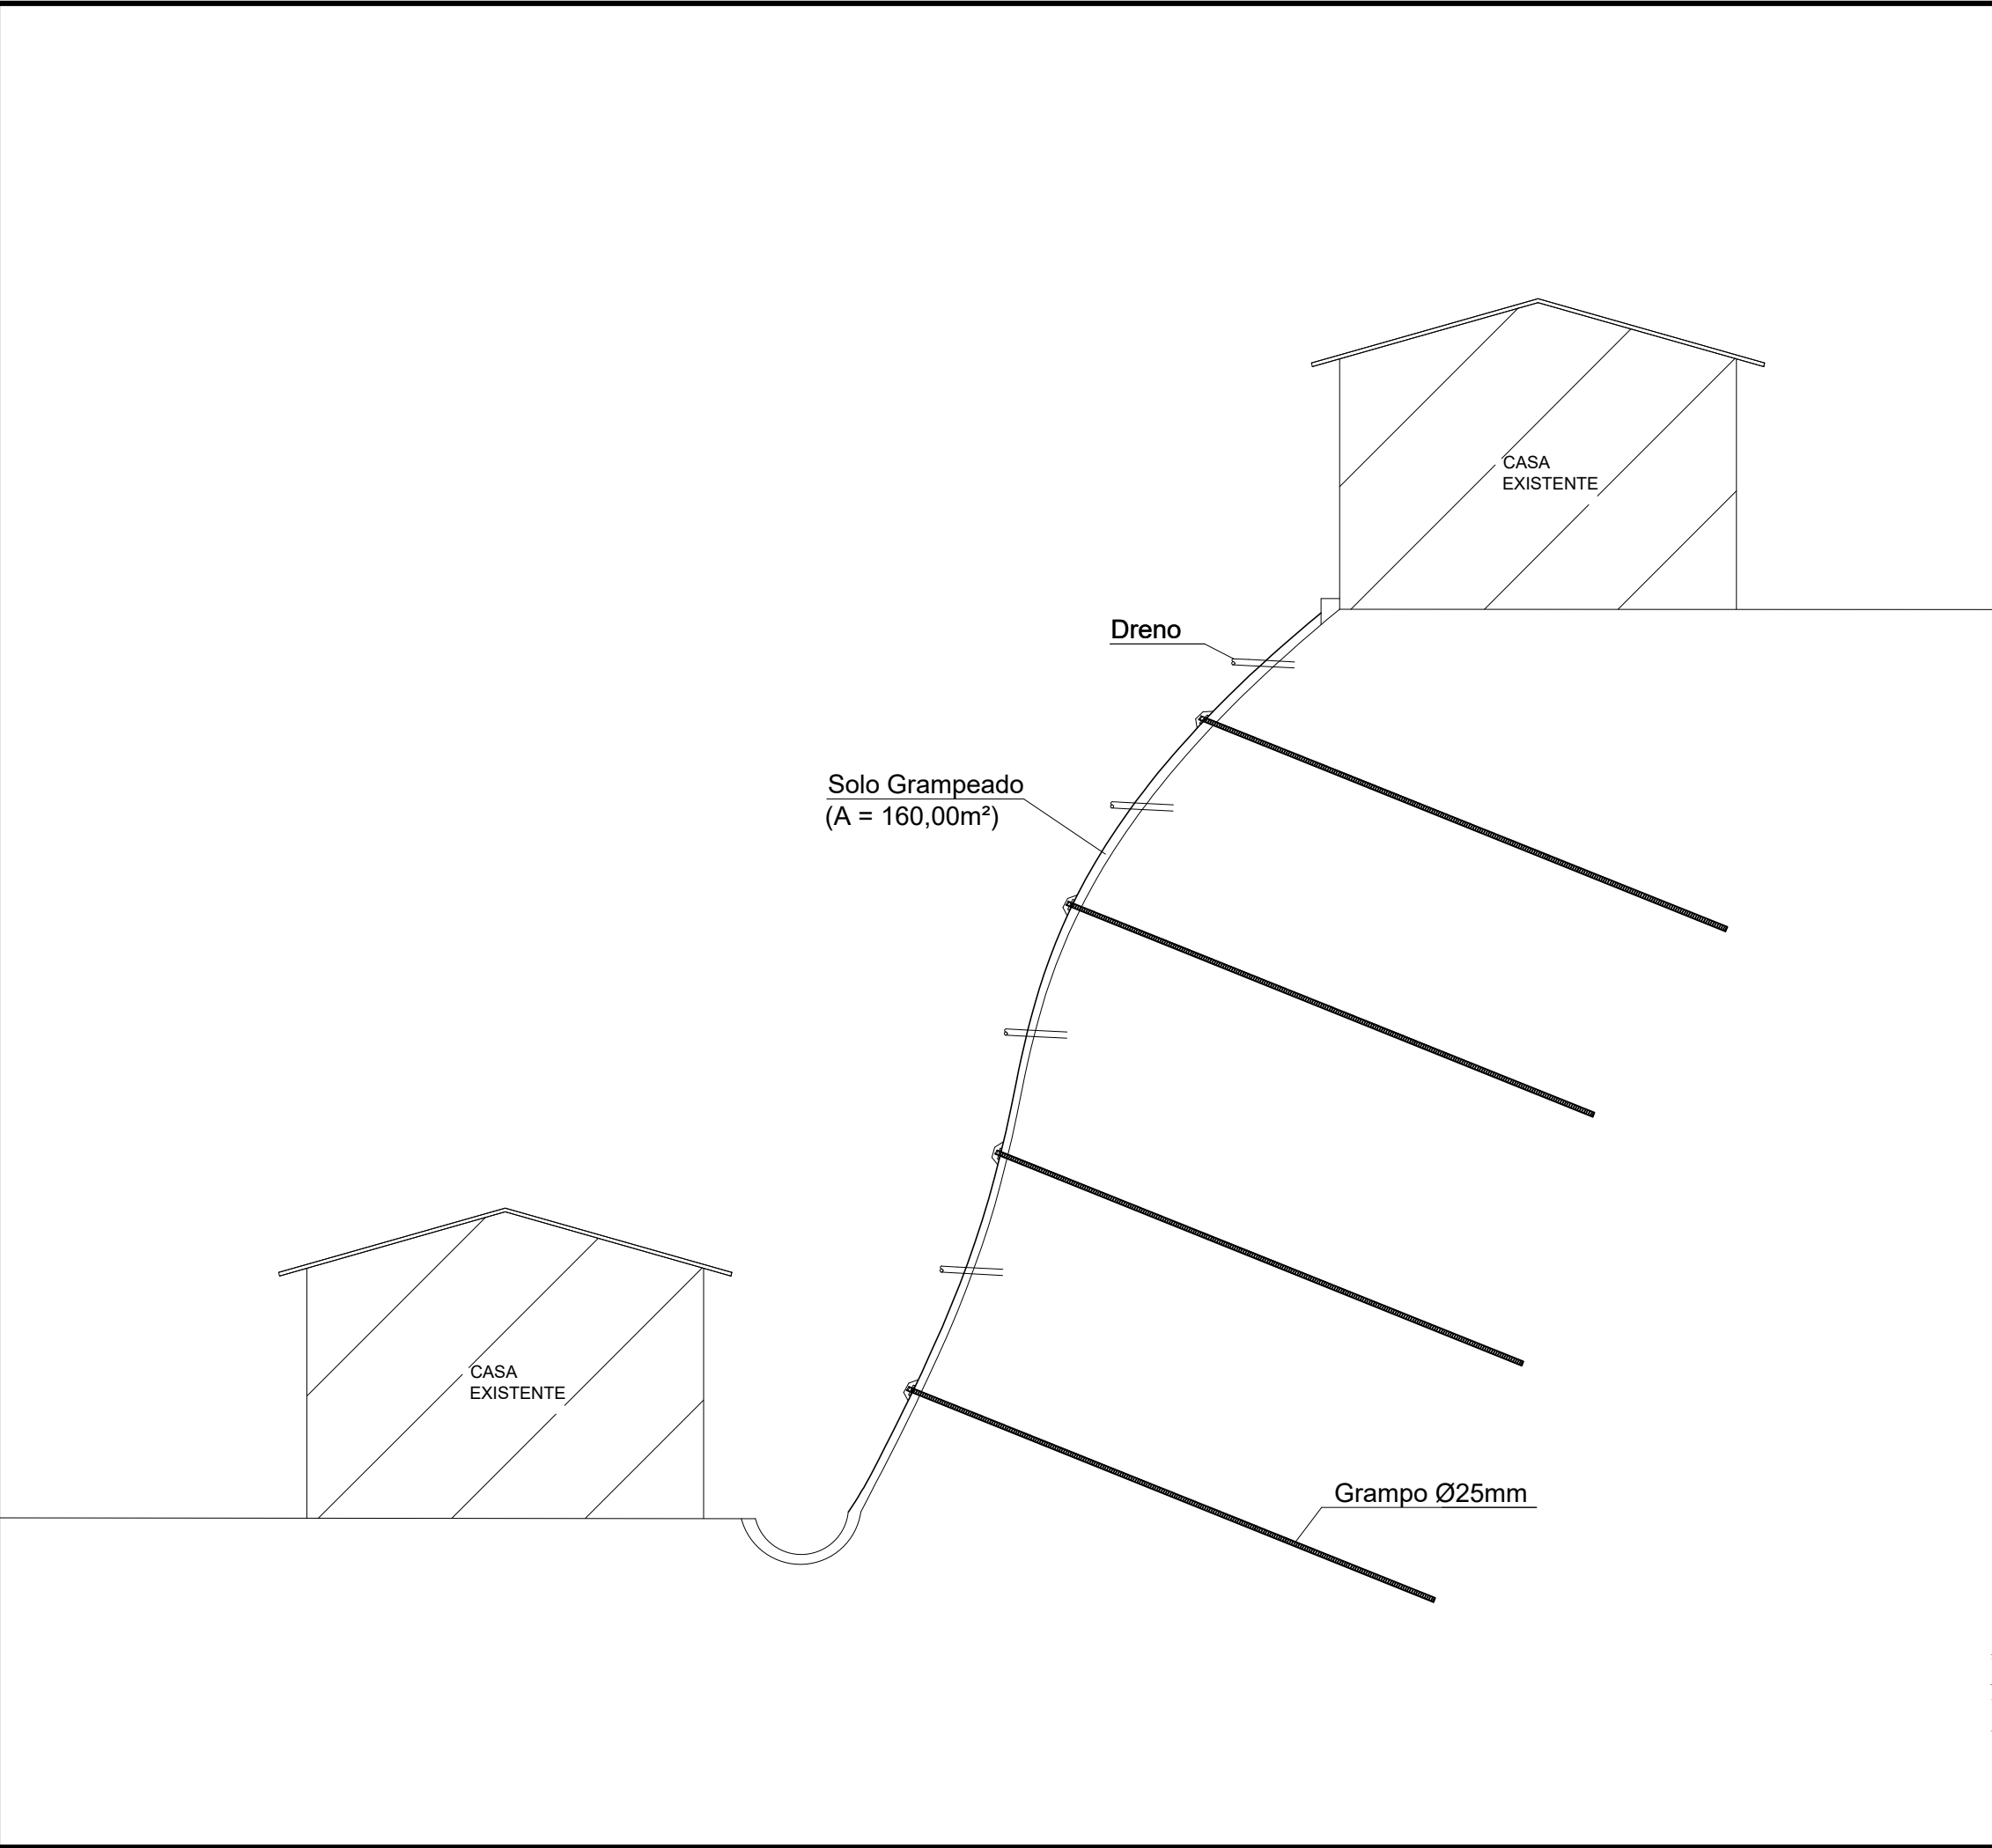 CASA
EXISTENTE
Dreno
Solo Grampeado
(A = 160,00m²)
CASA
EXISTENTE
Grampo Ø25mm